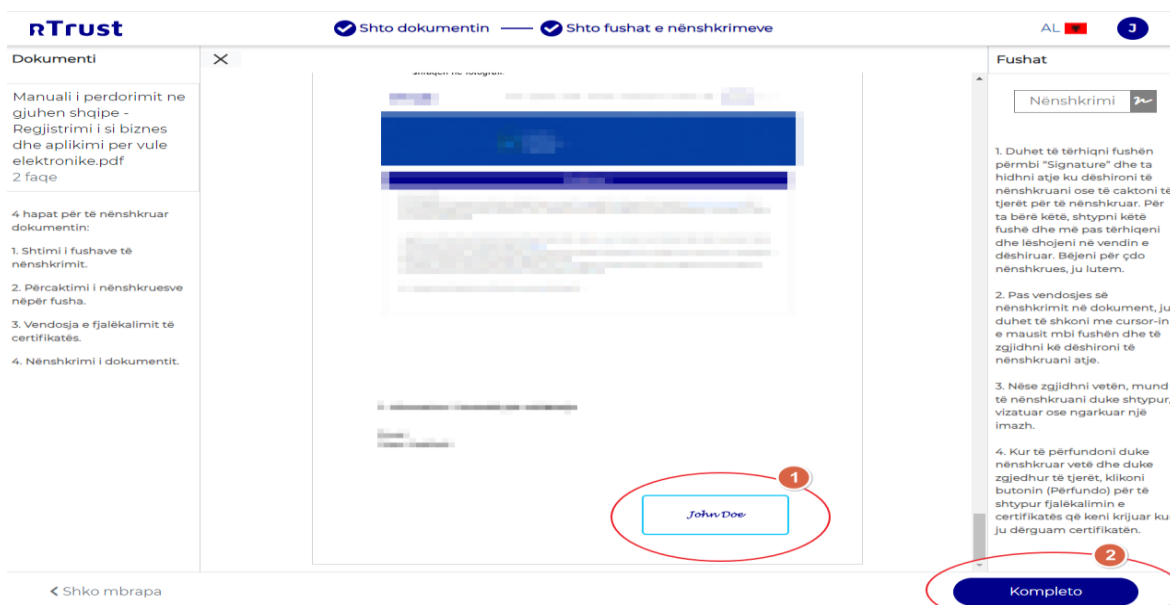 RTrust
Shto dokumentin
Shto fushat e nënshkrimeve
AL
J
Dokumenti
Manuali i perdorimit ne
gjuhen shqipe -
Regjistrimi i si biznes
dhe aplikimi per vule
elektronike.pdf
2 faqe
4 hapat për të nënshkruar
dokumentin:
1. Shtimi i fushave të
nënshkrimit.
2. Përcaktimi i nënshkruesve
nëpër fusha.
3. Vendosja e fjalëkalimit të
certifikatës.
4. Nënshkrimi i dokumentit.
1
John Doe
Fushat
Nënshkrimi
1. Duhet të tërhiqni fushën
përmbi "Signature" dhe ta
hidhni atje ku dëshironi të
nënshkruani ose të caktoni të
tjerët për të nënshkruar. Për
ta bërë këtë, shtypni këtë
fushë dhe më pas tërhiqeni
dhe lëshojeni në vendin e
dëshiruar. Bëjeni për çdo
nënshkrues, ju lutem.
2. Pas vendosjes së
nënshkrimit në dokument, ju
duhet të shkoni me cursor-in
e mausit mbi fushën dhe të
zgjidhni kë dëshironi të
nënshkruani atje.
3. Nëse zgjidhni vetën, mund
të nënshkruani duke shtypur,
vizatuar ose ngarkuar një
imazh.
4. Kur të përfundoni duke
nënshkruar vetë dhe duke
zgjedhur të tjerët, klikoni
butonin (Përfundo) për të
shtypur fjalëkalimin e
certifikatës që keni krijuar kur
ju dërguam certifikatën.
2
Shko mbrapa
Kompleto